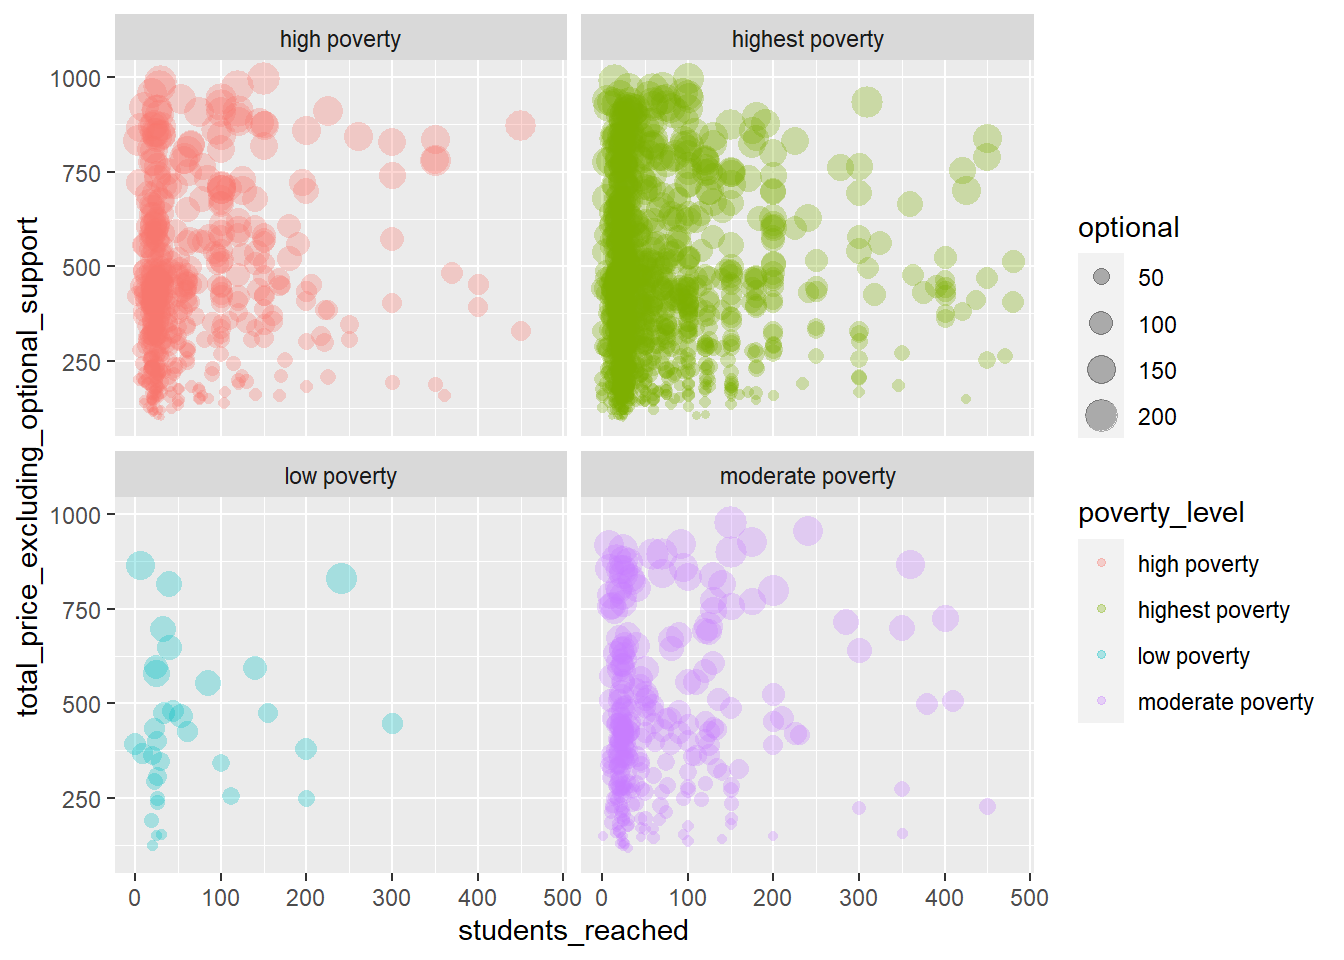 high poverty
highest poverty
1000
750
500
250
low poverty
moderate poverty
1000
750
500
250
0 100 200 300 400 500
0 100 200 300 400 500
students_reached
total_price_excluding_optional_support
optional
50
100
150
200
poverty_level
high poverty
highest poverty
low poverty
moderate poverty